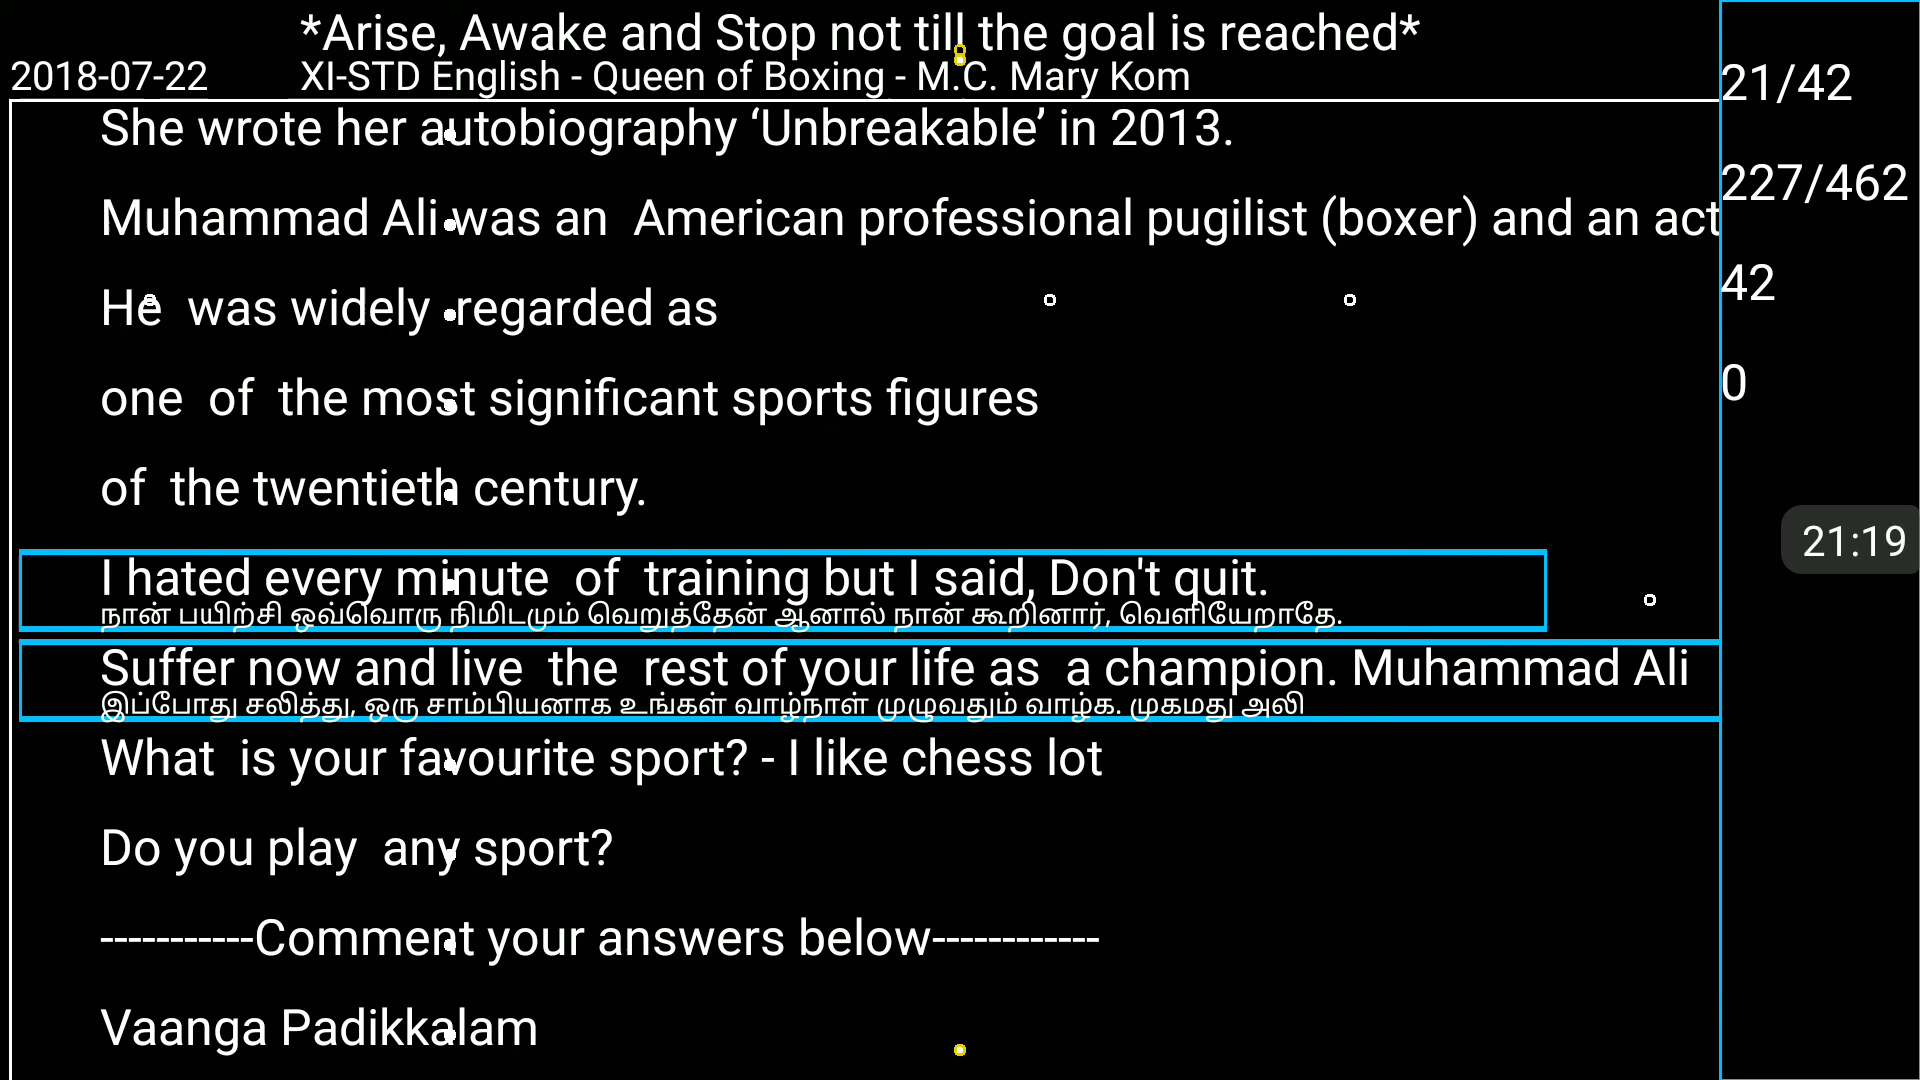 *Arise, Awake and Stop not till the goal is reached*
2018-07-22 XI-STD English - Queen of Boxing - M.C. Mary Kom
She wrote her autobiography ‘Unbreakable’ in 2013.
Muhammad Ali was an American professional pugilist (boxer) and an act
He was widely regarded as
one of the most significant sports figures
of the twentieth century.
I hated every minute of training but I said, Don't quit.
நான் பயிற்சி ஒவ்வொரு நிமிடமும் வெறுத்தேன் ஆனால் நான் கூறினார், வெளியேறாதே.
Suffer now and live the rest of your life as a champion. Muhammad Ali
இப்போது சலித்து, ஒரு சாம்பியனாக உங்கள் வாழ்நாள் முழுவதும் வாழ்க. முகமது அலி
What is your favourite sport? - I like chess lot
Do you play any sport?
-----------Comment your answers below------------
Vaanga Padikkalam
21/42
227/462
42
0
21:19